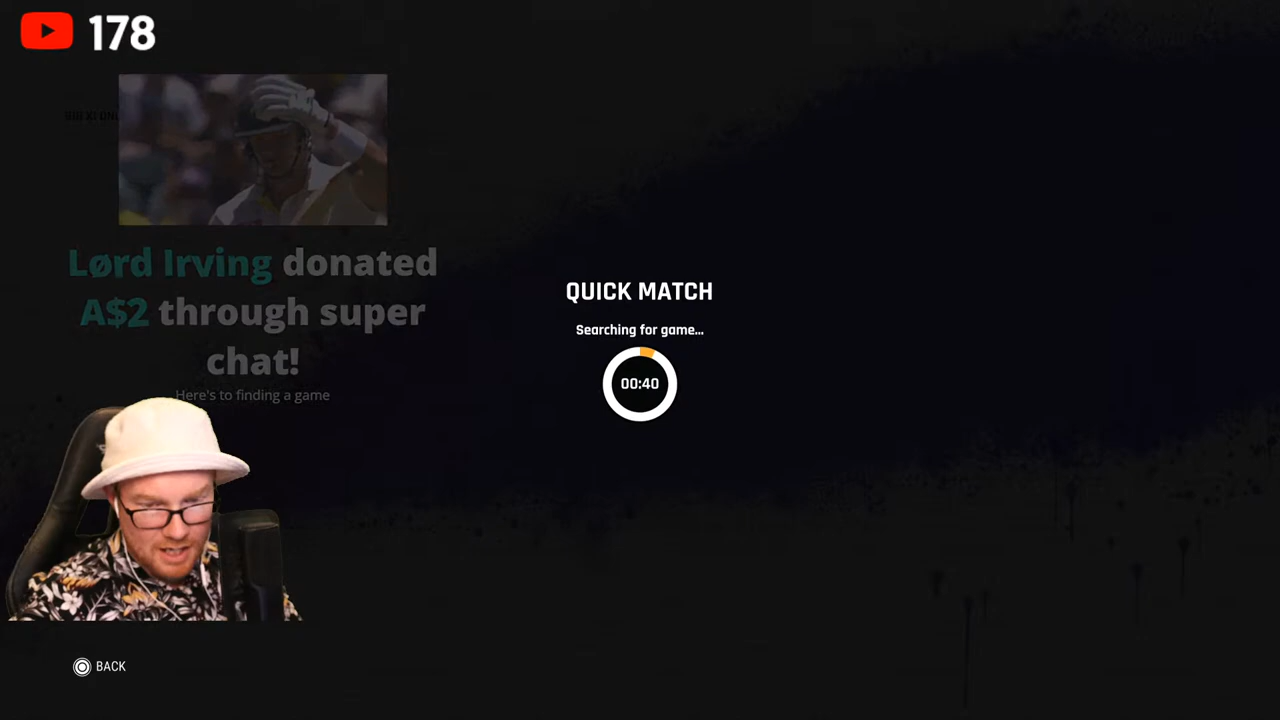 178
Lørd Irving donated
A$2 through super
chat!
Here's to finding a game
QUICK MATCH
Searching for game...
00:40
BACK